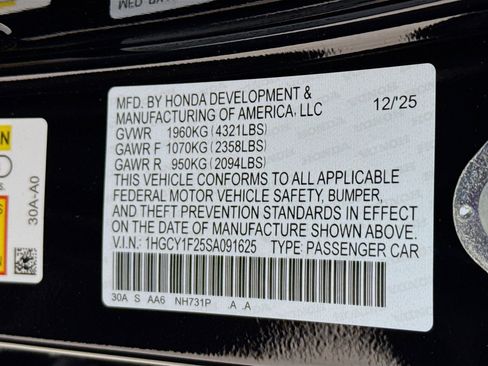 MFD. BY HONDA DEVELOPMENT &
MANUFACTURING OF AMERICA, LLC 12/'25
GVWR 1960KG(4321LBS)
GAWR F 1070KG(2358LBS)
GAWR R 950KG(2094LBS)
THIS VEHICLE CONFORMS TO ALL APPLICABLE
FEDERAL MOTOR VEHICLE SAFETY, BUMPER,
AND THEFT PREVENTION STANDARDS IN EFFECT
ON THE DATE OF MANUFACTURE SHOWN ABOVE.
V.I.N: 1HGCY1F25SA091625 TYPE: PASSENGER CAR
30A S AA6 NH731P .A .A
30A-A0